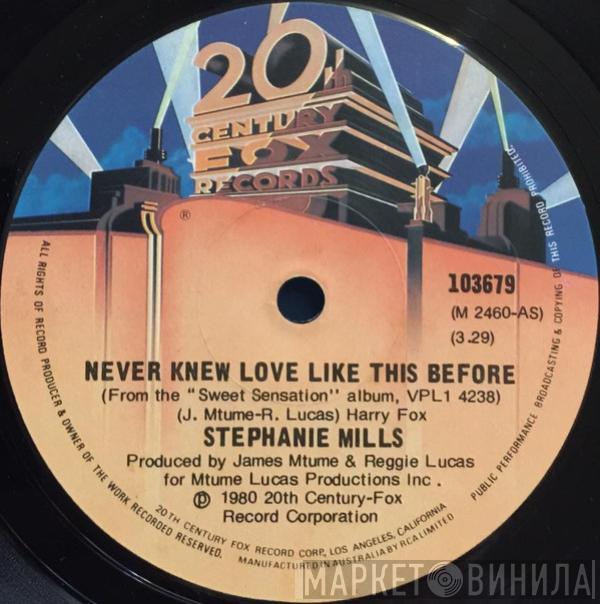 20th
CENTURY
FOX
RECORDS
®
103679
(M 2460-AS)
(3.29)
NEVER KNEW LOVE LIKE THIS BEFORE
(From the "Sweet Sensation" album, VPL1 4238)
(J. Mtume-R. Lucas) Harry Fox
STEPHANIE MILLS
Produced by James Mtume & Reggie Lucas
for Mtume Lucas Productions Inc .
℗ 1980 20th Century-Fox
Record Corporation
20TH CENTURY FOX RECORD CORP, LOS ANGELES, CALIFORNIA
MANUFACTURED IN AUSTRALIA BY RCA LIMITED
ALL RIGHTS OF RECORD PRODUCER & OWNER OF THE WORK RECORDED RESERVED.
PUBLIC PERFORMANCE BROADCASTING & COPYING OF THIS RECORD PROHIBITED.
МАРКЕТ ВИНИЛА